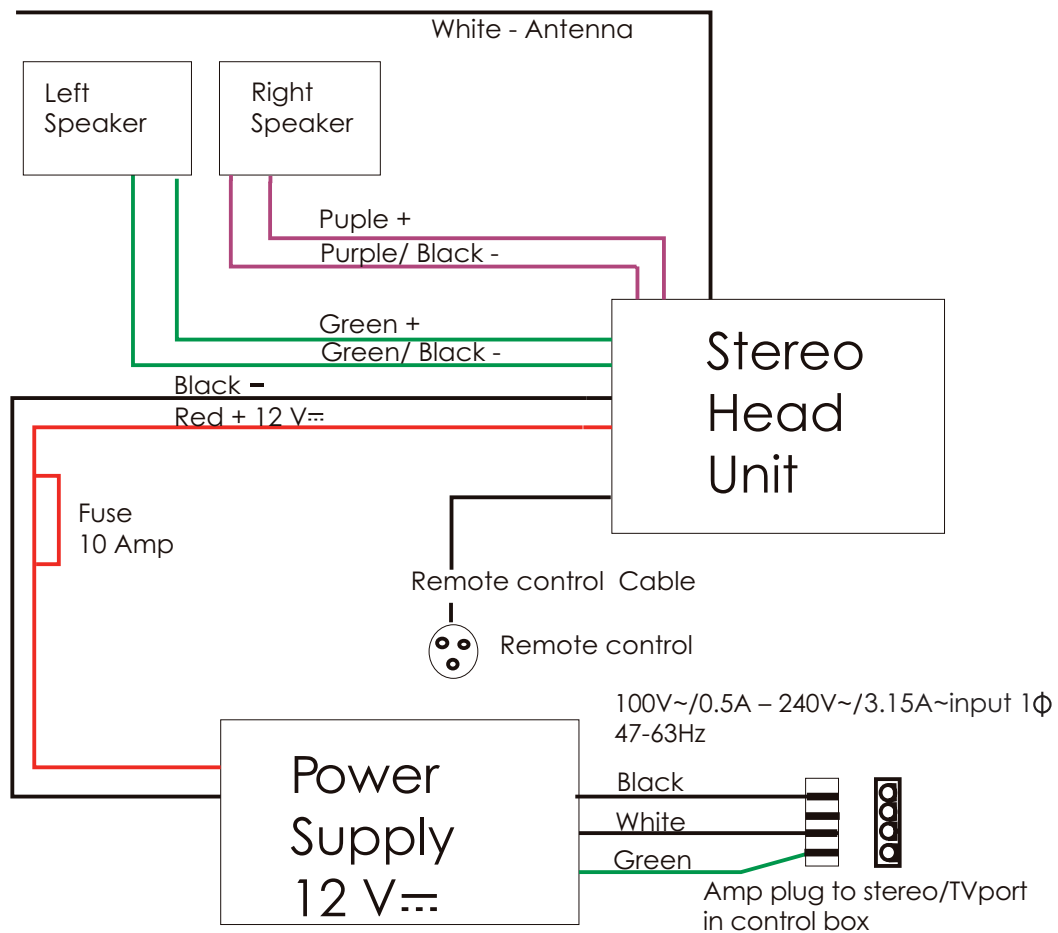 White - Antenna
Left
Speaker
Right
Speaker
Puple +
Purple/ Black -
Green +
Green/ Black -
Black –
Red + 12 V⎓
Stereo
Head
Unit
Fuse
10 Amp
Remote control  Cable
Remote control
100V~/0.5A – 240V~/3.15A~input 1Φ
47-63Hz
Power
Supply
12 V⎓
Black
White
Green
Amp plug to stereo/TVport
in control box